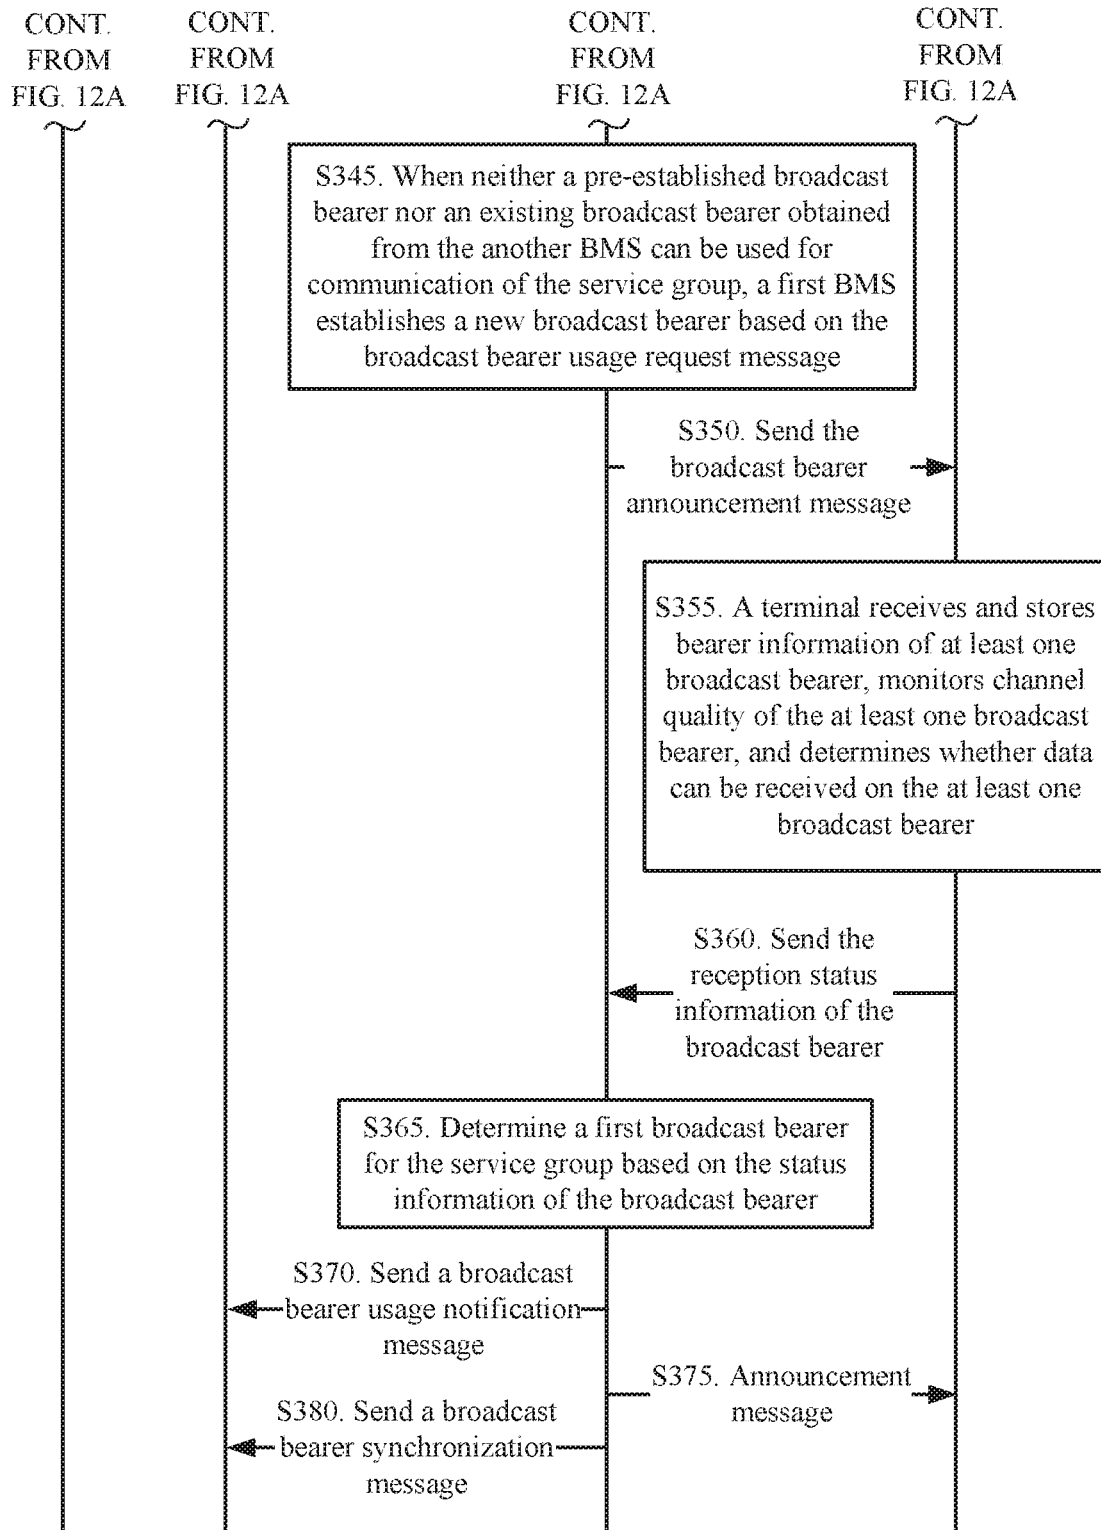 CONT.
FROM
FIG. 12A
CONT.
FROM
FIG. 12A
CONT.
FROM
FIG. 12A
CONT.
FROM
FIG. 12A
S345. When neither a pre-established broadcast
bearer nor an existing broadcast bearer obtained
from the another BMS can be used for
communication of the service group, a first BMS
establishes a new broadcast bearer based on the
broadcast bearer usage request message
S350. Send the
broadcast bearer
announcement message
S355. A terminal receives and stores
bearer information of at least one
broadcast bearer, monitors channel
quality of the at least one broadcast
bearer, and determines whether data
can be received on the at least one
broadcast bearer
S360. Send the
reception status
information of the
broadcast bearer
S365. Determine a first broadcast bearer
for the service group based on the status
information of the broadcast bearer
S370. Send a broadcast
bearer usage notification
message
S375. Announcement
message
S380. Send a broadcast
bearer synchronization
message